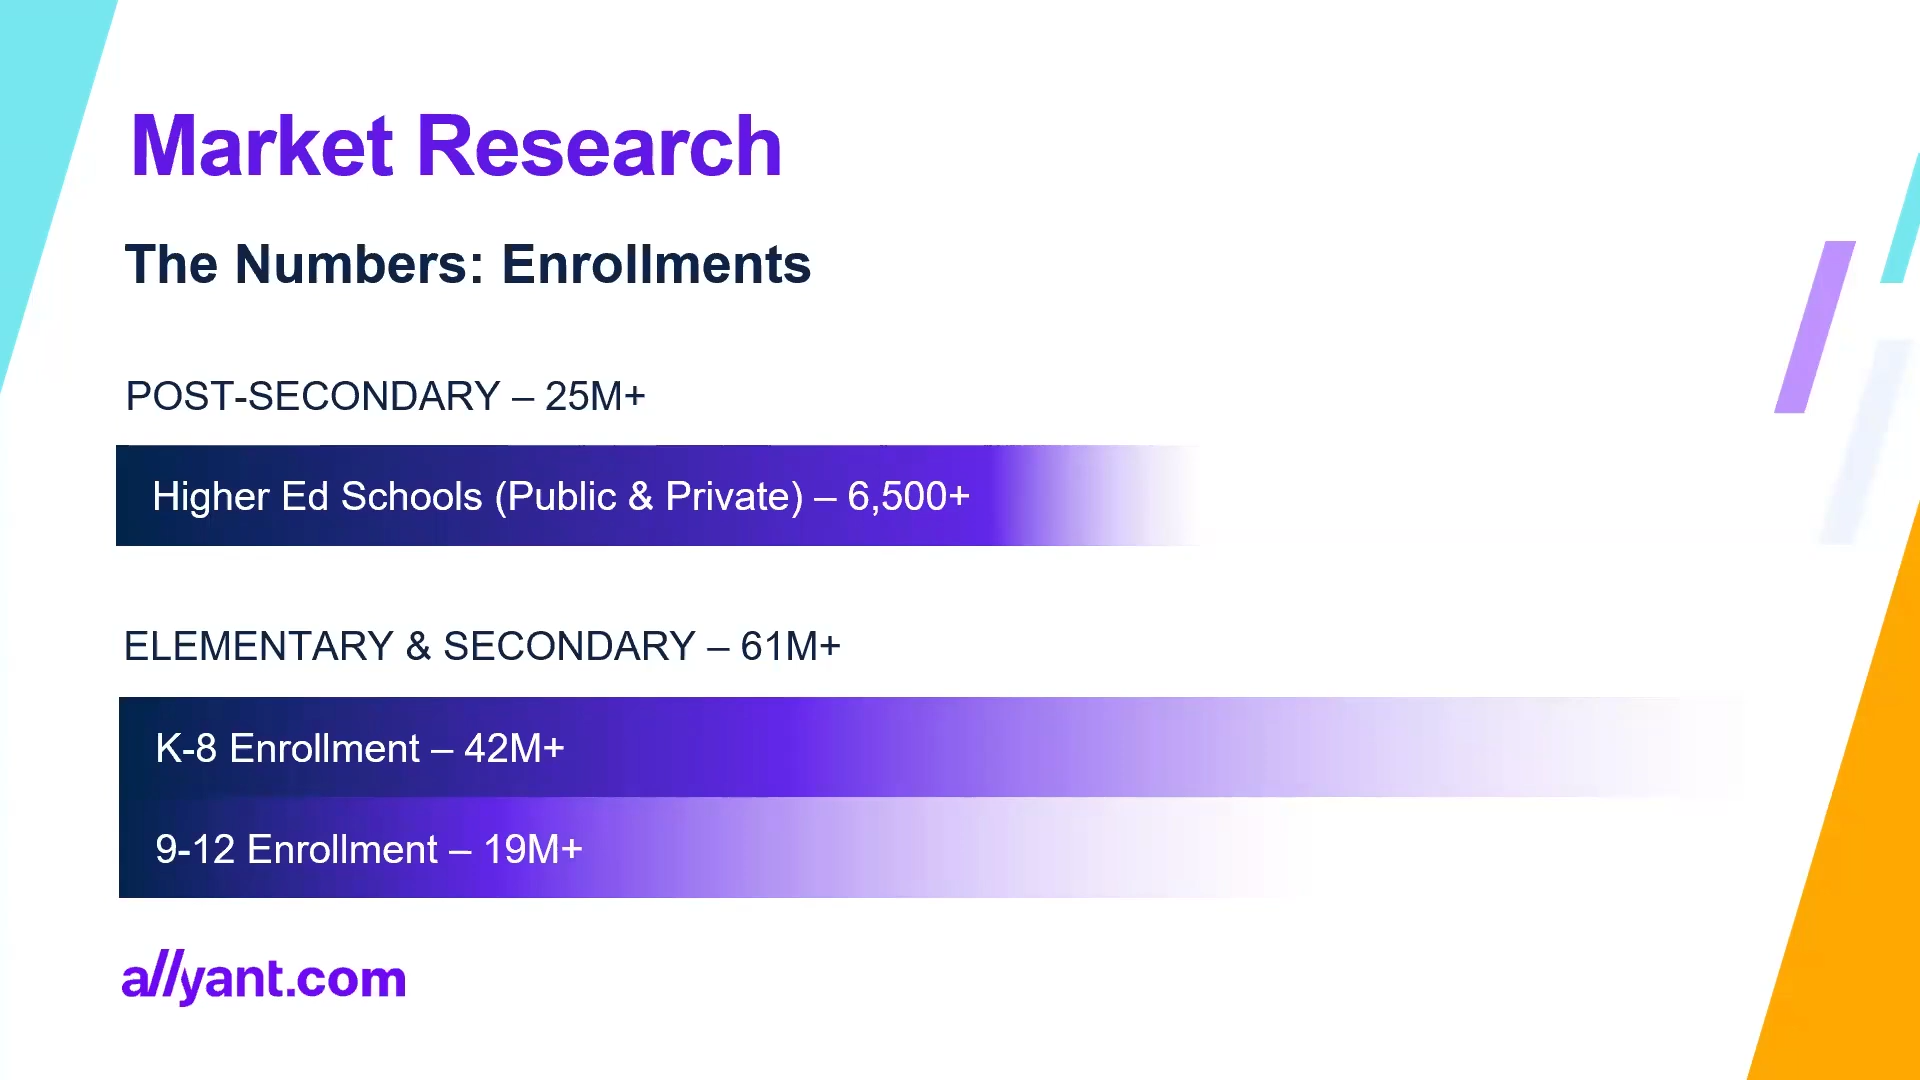 Market Research
The Numbers: Enrollments
POST-SECONDARY – 25M+
Higher Ed Schools (Public & Private) – 6,500+
ELEMENTARY & SECONDARY – 61M+
K-8 Enrollment – 42M+
9-12 Enrollment – 19M+
allyant.com